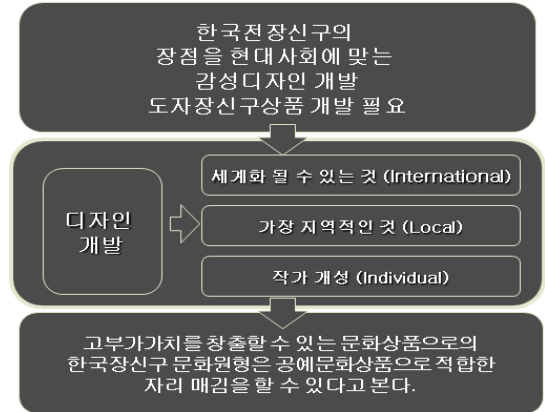 한국전장신구의
장점을 현대사회에 맞는
감성디자인 개발
도자장신구상품 개발 필요
디자인
개발
세계화 될 수 있는 것 (International)
가장 지역적인 것 (Local)
작가 개성 (Individual)
고부가가치를 창출할 수 있는 문화상품으로의
한국장신구 문화원형은 공예문화상품으로 적합한
자리 매김을 할 수 있다고 본다.